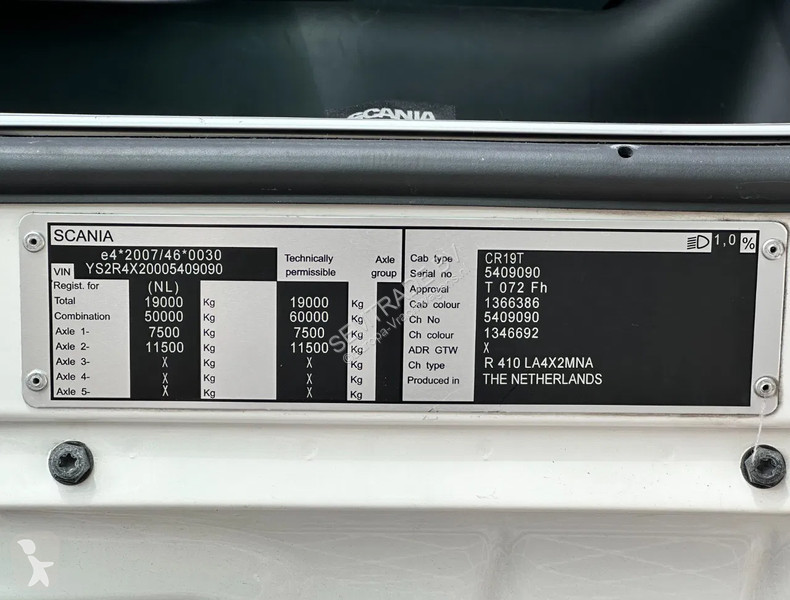 SCANIA
SCANIA
1,0 %
e4*2007/46*0030
VIN YS2R4X20005409090
Technically permissible
Axle group
Regist. for (NL)
Total 19000 Kg 19000 Kg
Combination 50000 Kg 60000 Kg
Axle 1- 7500 Kg 7500 Kg
Axle 2- 11500 Kg 11500 Kg
Axle 3- X Kg X Kg
Axle 4- X Kg X Kg
Axle 5- X Kg X Kg
Cab type CR19T
Serial no. 5409090
Approval T 072 Fh
Cab colour 1366386
Ch No 5409090
Ch colour 1346692
ADR GTW X
Ch type R 410 LA4X2MNA
Produced in THE NETHERLANDS